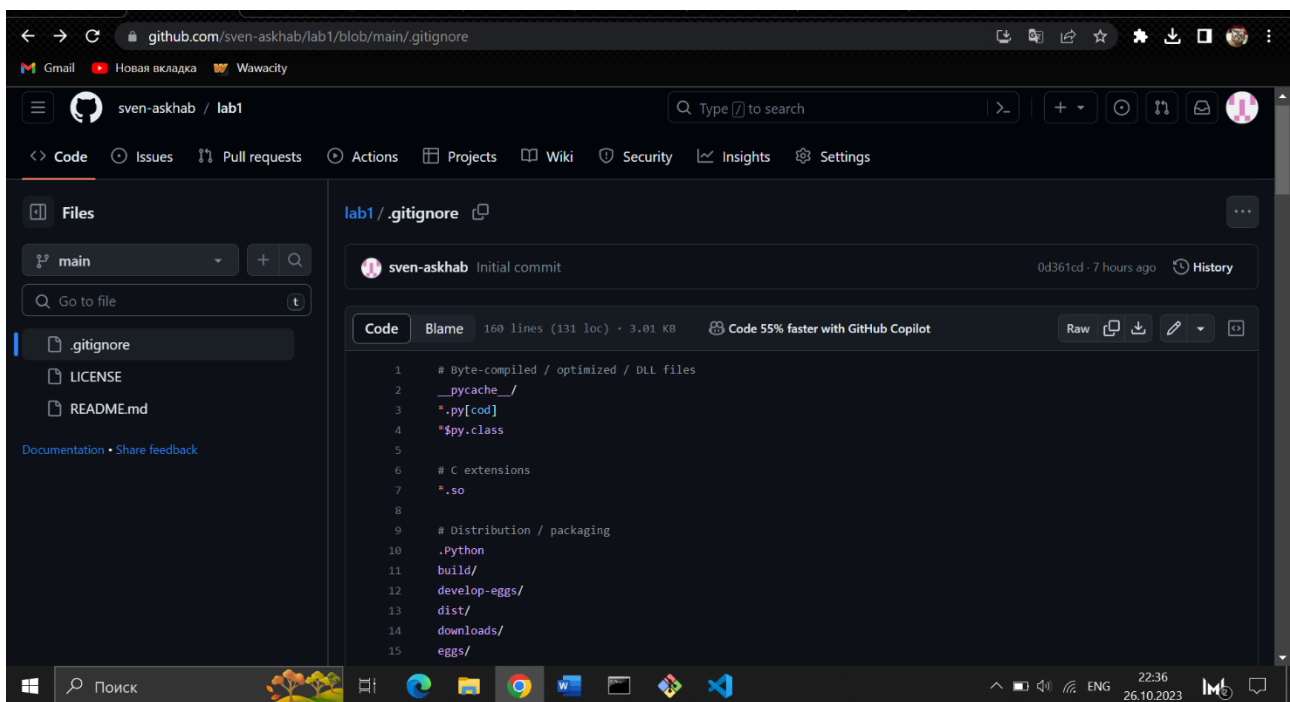 github.com/sven-askhab/lab1/blob/main/.gitignore
Gmail Новая вкладка Wawacity
sven-askhab / lab1 Type / to search
Code Issues Pull requests Actions Projects Wiki Security Insights Settings
Files
lab1 / .gitignore
main
sven-askhab Initial commit 0d361cd · 7 hours ago History
Go to file t
Code Blame 160 lines (131 loc) · 3.01 KB Code 55% faster with GitHub Copilot Raw
.gitignore
LICENSE
README.md
Documentation • Share feedback
1 # Byte-compiled / optimized / DLL files
2 __pycache__/
3 *.py[cod]
4 *$py.class
5
6 # C extensions
7 *.so
8
9 # Distribution / packaging
10 .Python
11 build/
12 develop-eggs/
13 dist/
14 downloads/
15 eggs/
Поиск ENG 22:36
26.10.2023